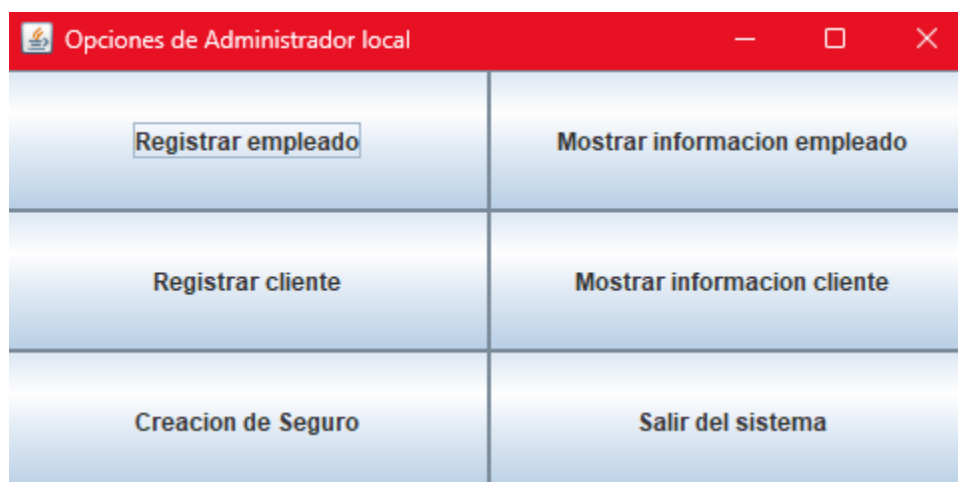 Opciones de Administrador local
Registrar empleado
Mostrar informacion empleado
Registrar cliente
Mostrar informacion cliente
Creacion de Seguro
Salir del sistema